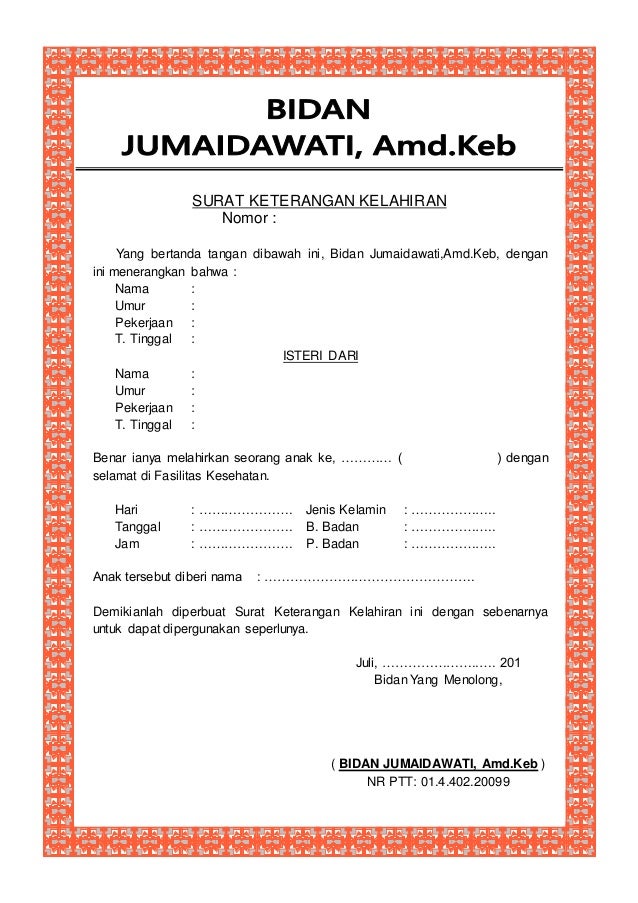 BIDAN
JUMAIDAWATI, Amd.Keb
SURAT KETERANGAN KELAHIRAN
Nomor :
Yang bertanda tangan dibawah ini, Bidan Jumaidawati,Amd.Keb, dengan
ini menerangkan bahwa :
Nama :
Umur :
Pekerjaan :
T. Tinggal :
ISTERI DARI
Nama :
Umur :
Pekerjaan :
T. Tinggal :
Benar ianya melahirkan seorang anak ke, ………… ( ) dengan
selamat di Fasilitas Kesehatan.
Hari : …………………. Jenis Kelamin : ………………..
Tanggal : …………………. B. Badan : ………………..
Jam : …………………. P. Badan : ………………..
Anak tersebut diberi nama : ………………………………………….
Demikianlah diperbuat Surat Keterangan Kelahiran ini dengan sebenarnya
untuk dapat dipergunakan seperlunya.
Juli, …………………….. 201
Bidan Yang Menolong,
( BIDAN JUMAIDAWATI, Amd.Keb )
NR PTT: 01.4.402.20099